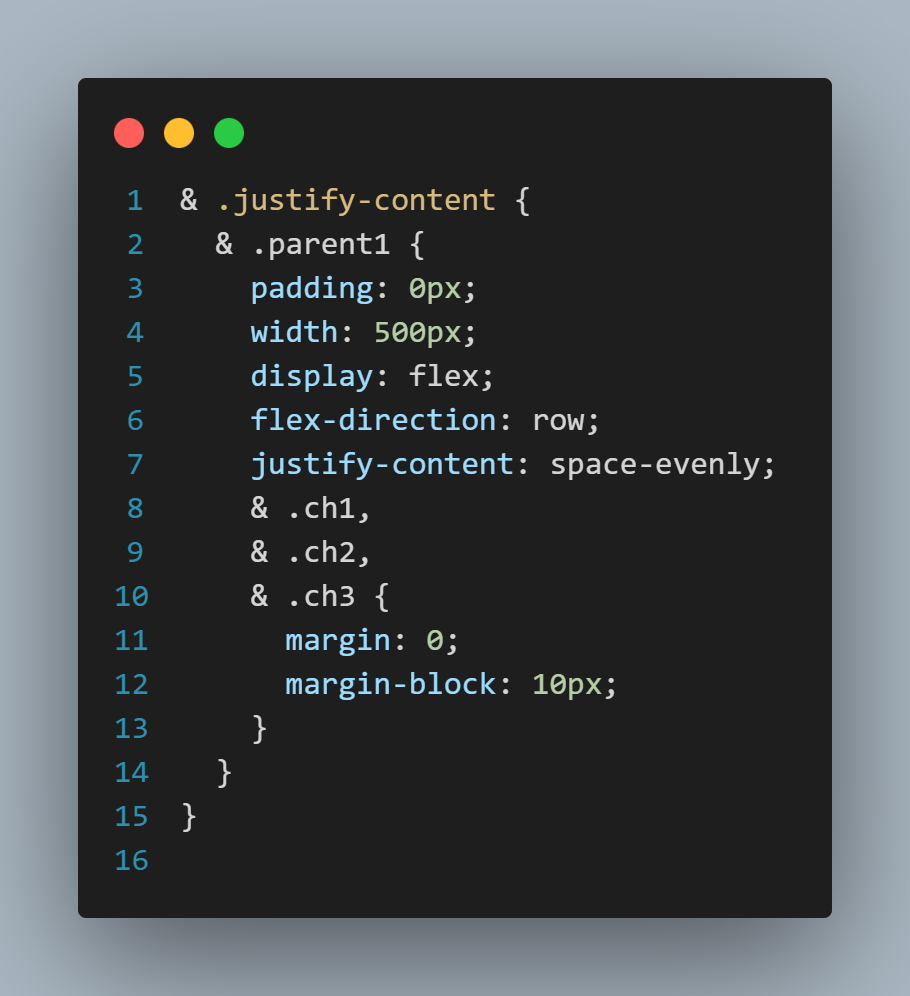 1 & .justify-content {
2   & .parent1 {
3     padding: 0px;
4     width: 500px;
5     display: flex;
6     flex-direction: row;
7     justify-content: space-evenly;
8     & .ch1,
9     & .ch2,
10     & .ch3 {
11       margin: 0;
12       margin-block: 10px;
13     }
14   }
15 }
16